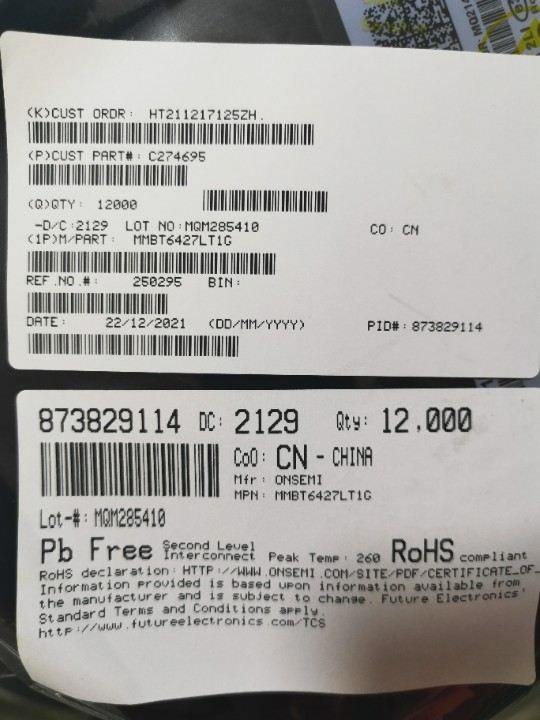 (K)CUST ORDR: HT211217125ZH.
(P)CUST PART#: C274695
(Q)QTY: 12000
-D/C:2129 LOT NO:MQM285410 CO: CN
(1P)M/PART: MMBT6427LT1G
REF.NO.#: 250295 BIN:
DATE: 22/12/2021 (DD/MM/YYYY) PID#: 873829114
873829114 DC: 2129 Qty: 12,000
CoO: CN - CHINA
Mfr: ONSEMI
MPN: MMBT6427LT1G
Lot-#: MQM285410
Pb Free Second Level Interconnect Peak Temp: 260 RoHS compliant
RoHS declaration: HTTP://WWW.ONSEMI.COM/SITE/PDF/CERTIFICATE_OF_
Information provided is based upon information available from
the manufacturer and is subject to change. Future Electronics'
Standard Terms and Conditions apply.
http://www.futureelectronics.com/TCS